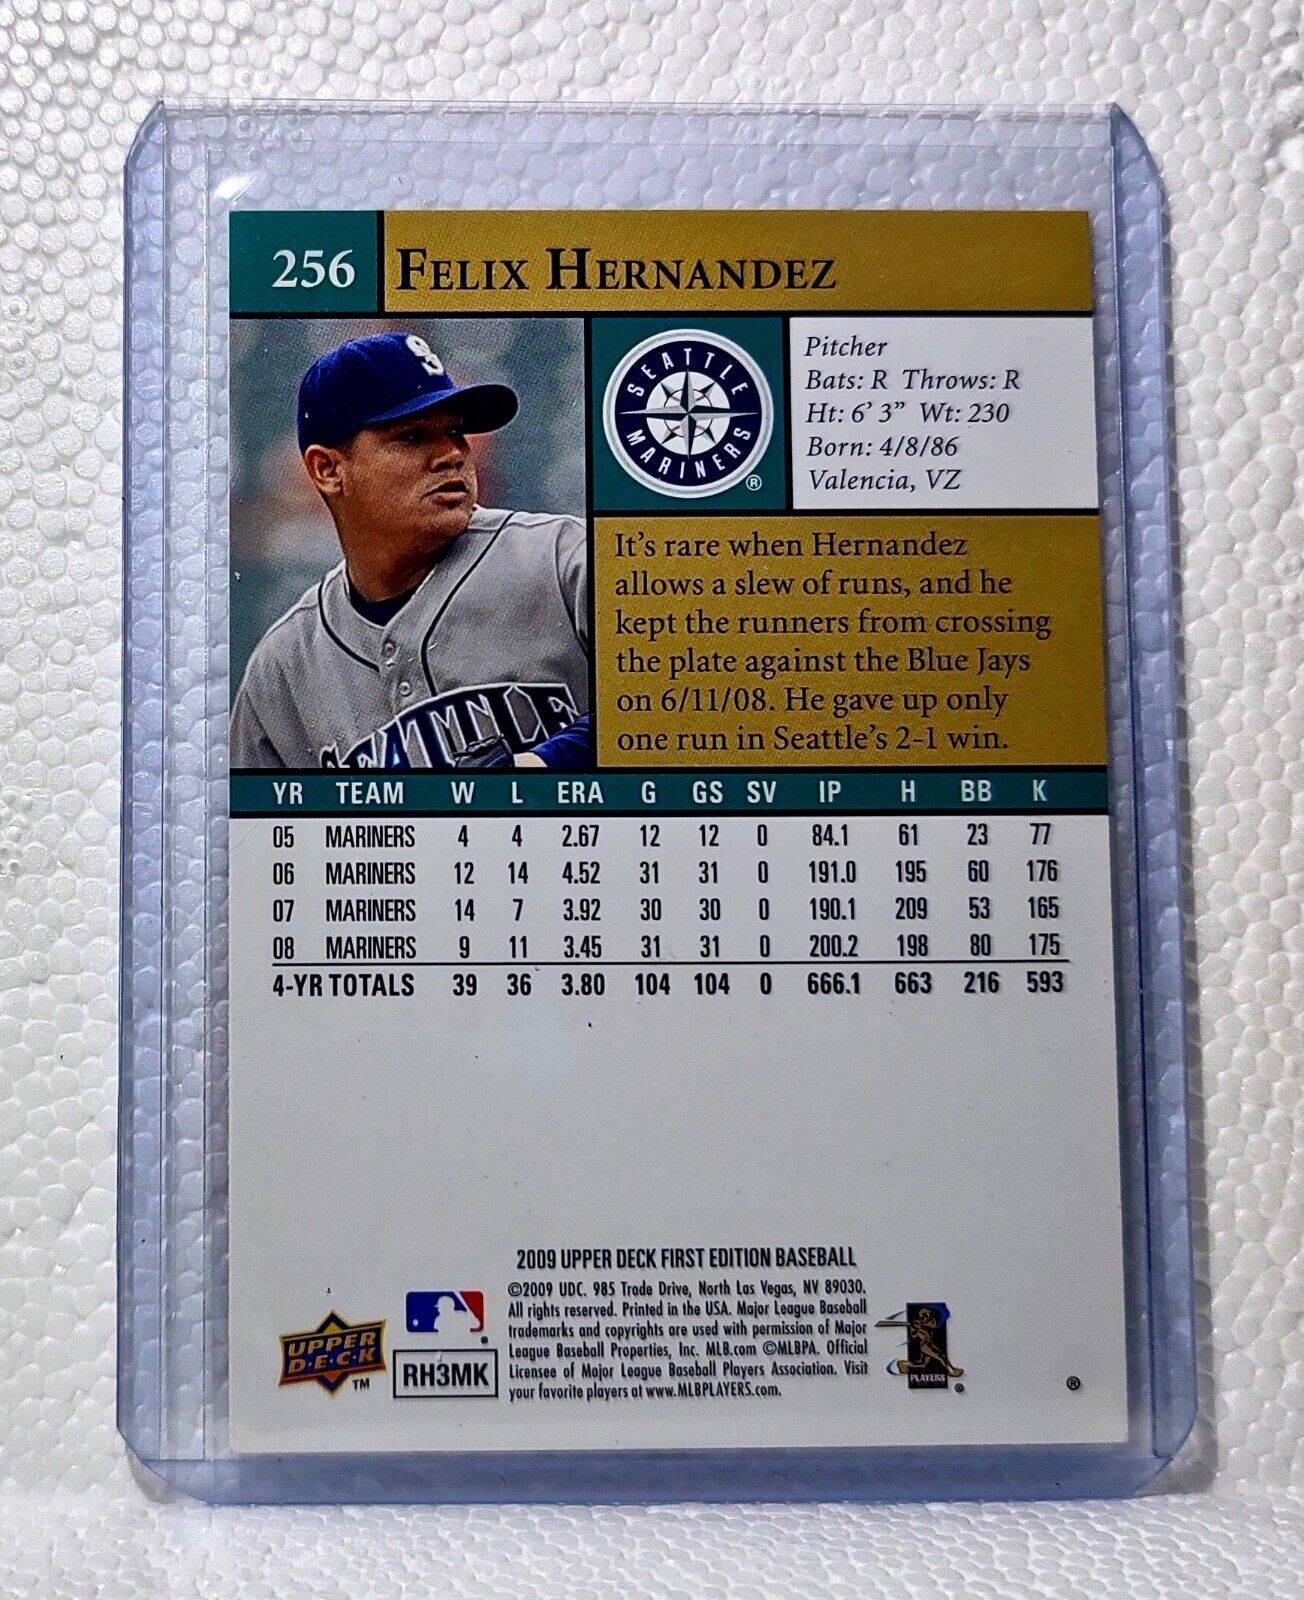 256 FELIX HERNANDEZ
S
SEATTLE
SEATTLE
MARINERS
®
Pitcher
Bats: R Throws: R
Ht: 6' 3" Wt: 230
Born: 4/8/86
Valencia, VZ
It's rare when Hernandez
allows a slew of runs, and he
kept the runners from crossing
the plate against the Blue Jays
on 6/11/08. He gave up only
one run in Seattle's 2-1 win.
YR TEAM W L ERA G GS SV IP H BB K
05 MARINERS 4 4 2.67 12 12 0 84.1 61 23 77
06 MARINERS 12 14 4.52 31 31 0 191.0 195 60 176
07 MARINERS 14 7 3.92 30 30 0 190.1 209 53 165
08 MARINERS 9 11 3.45 31 31 0 200.2 198 80 175
4-YR TOTALS 39 36 3.80 104 104 0 666.1 663 216 593
2009 UPPER DECK FIRST EDITION BASEBALL
©2009 UDC. 985 Trade Drive, North Las Vegas, NV 89030.
All rights reserved. Printed in the USA. Major League Baseball
trademarks and copyrights are used with permission of Major
League Baseball Properties, Inc. MLB.com ©MLBPA. Official
Licensee of Major League Baseball Players Association. Visit
your favorite players at www.MLBPLAYERS.com.
UPPER
D·E·C·K
TM
®
RH3MK
PLAYERS
®
®